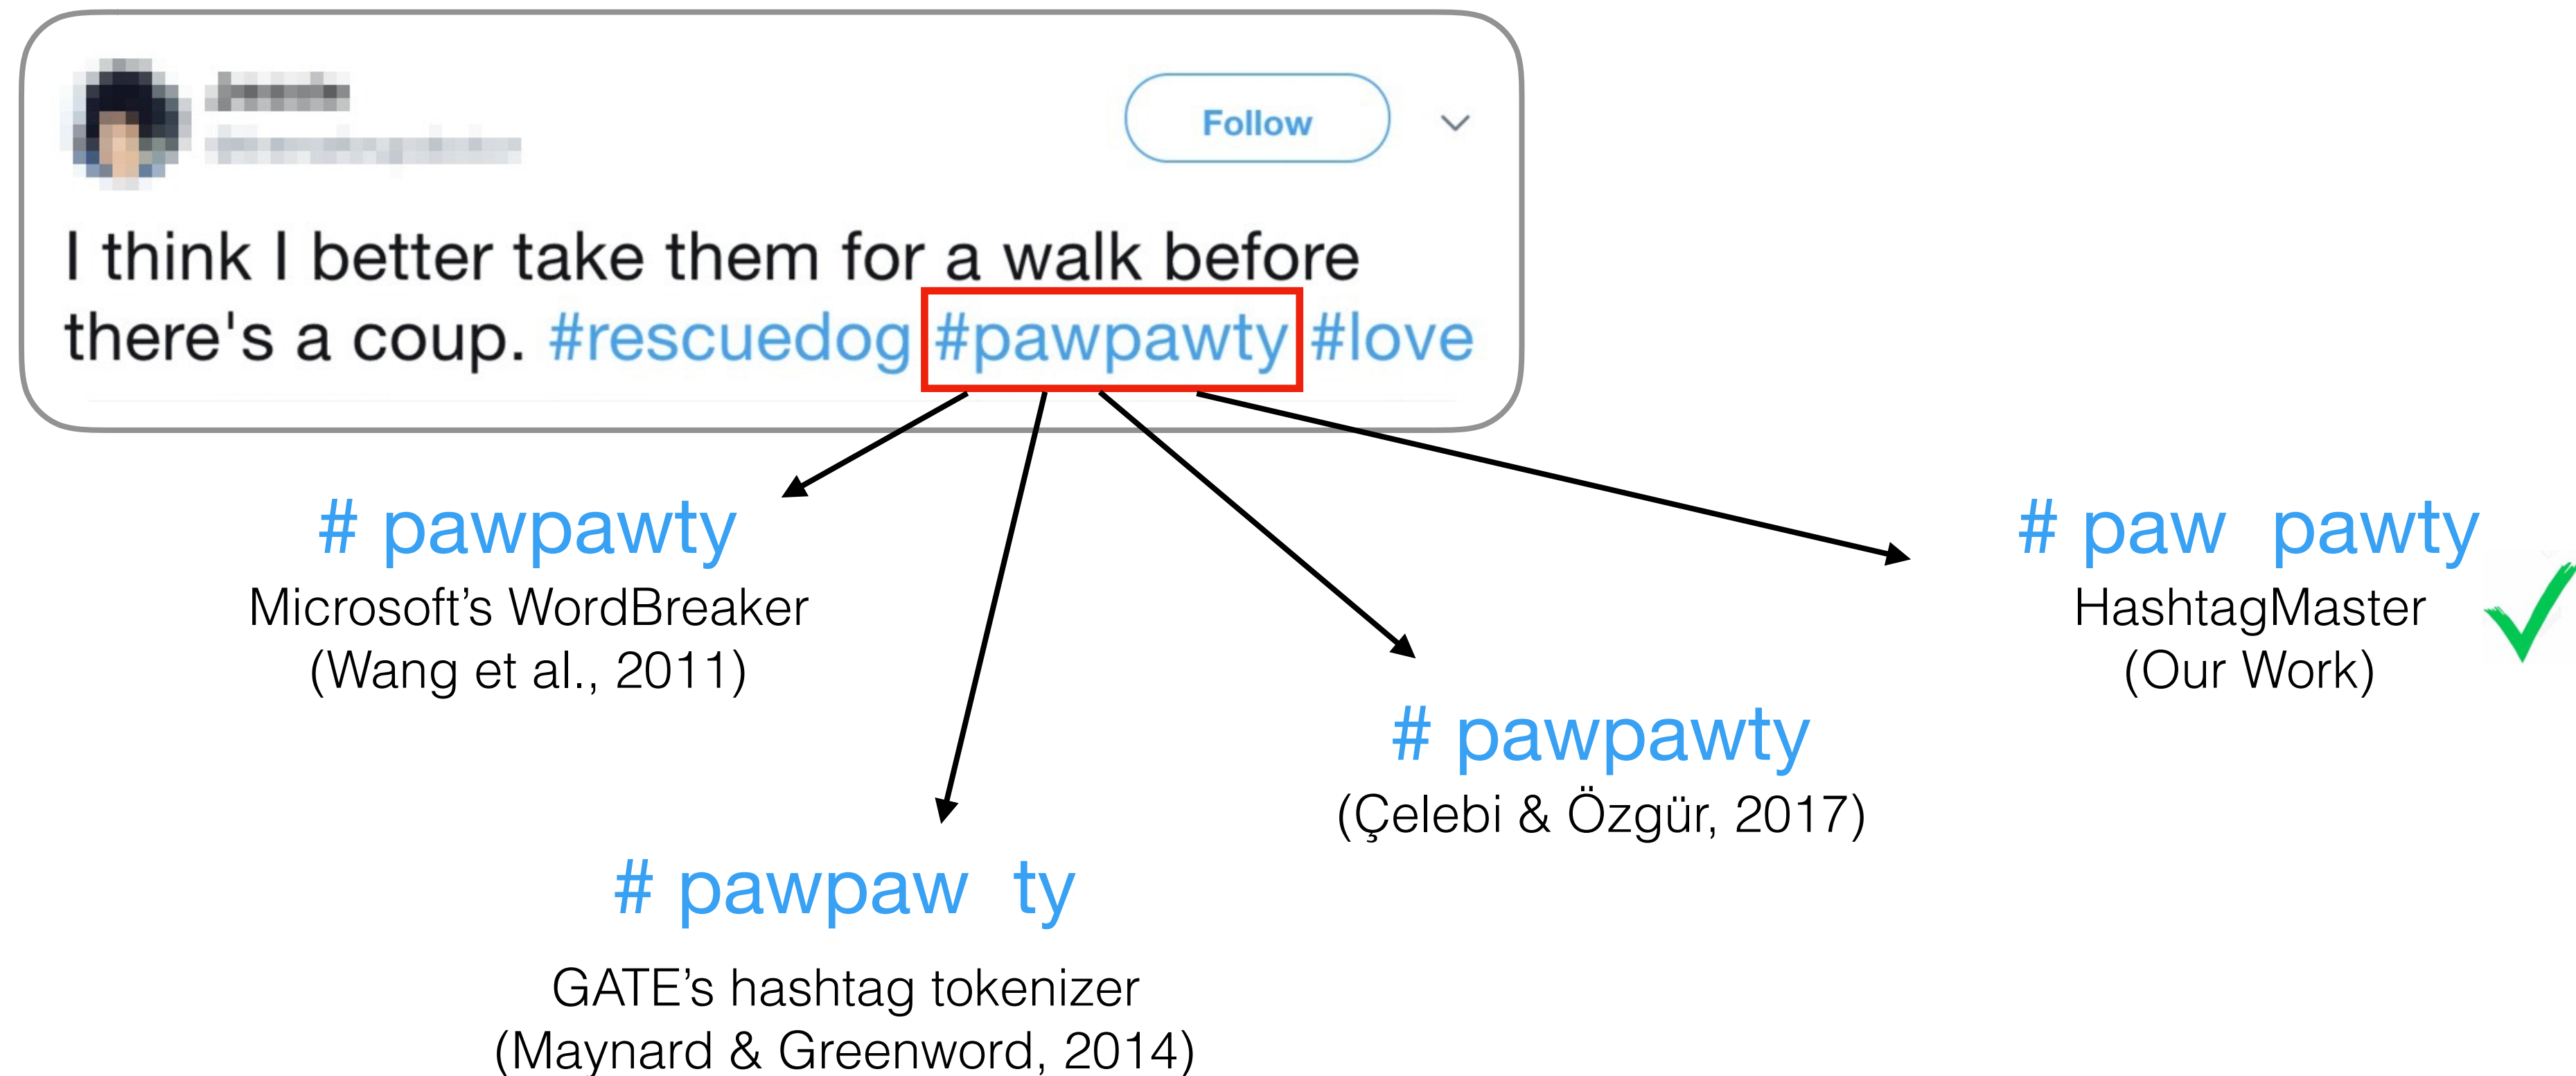 Follow
I think I better take them for a walk before
there's a coup. #rescuedog #pawpawty #love
# pawpawty
Microsoft’s WordBreaker
(Wang et al., 2011)
# pawpaw ty
GATE’s hashtag tokenizer
(Maynard & Greenword, 2014)
# pawpawty
(Çelebi & Özgür, 2017)
# paw pawty
HashtagMaster
(Our Work)